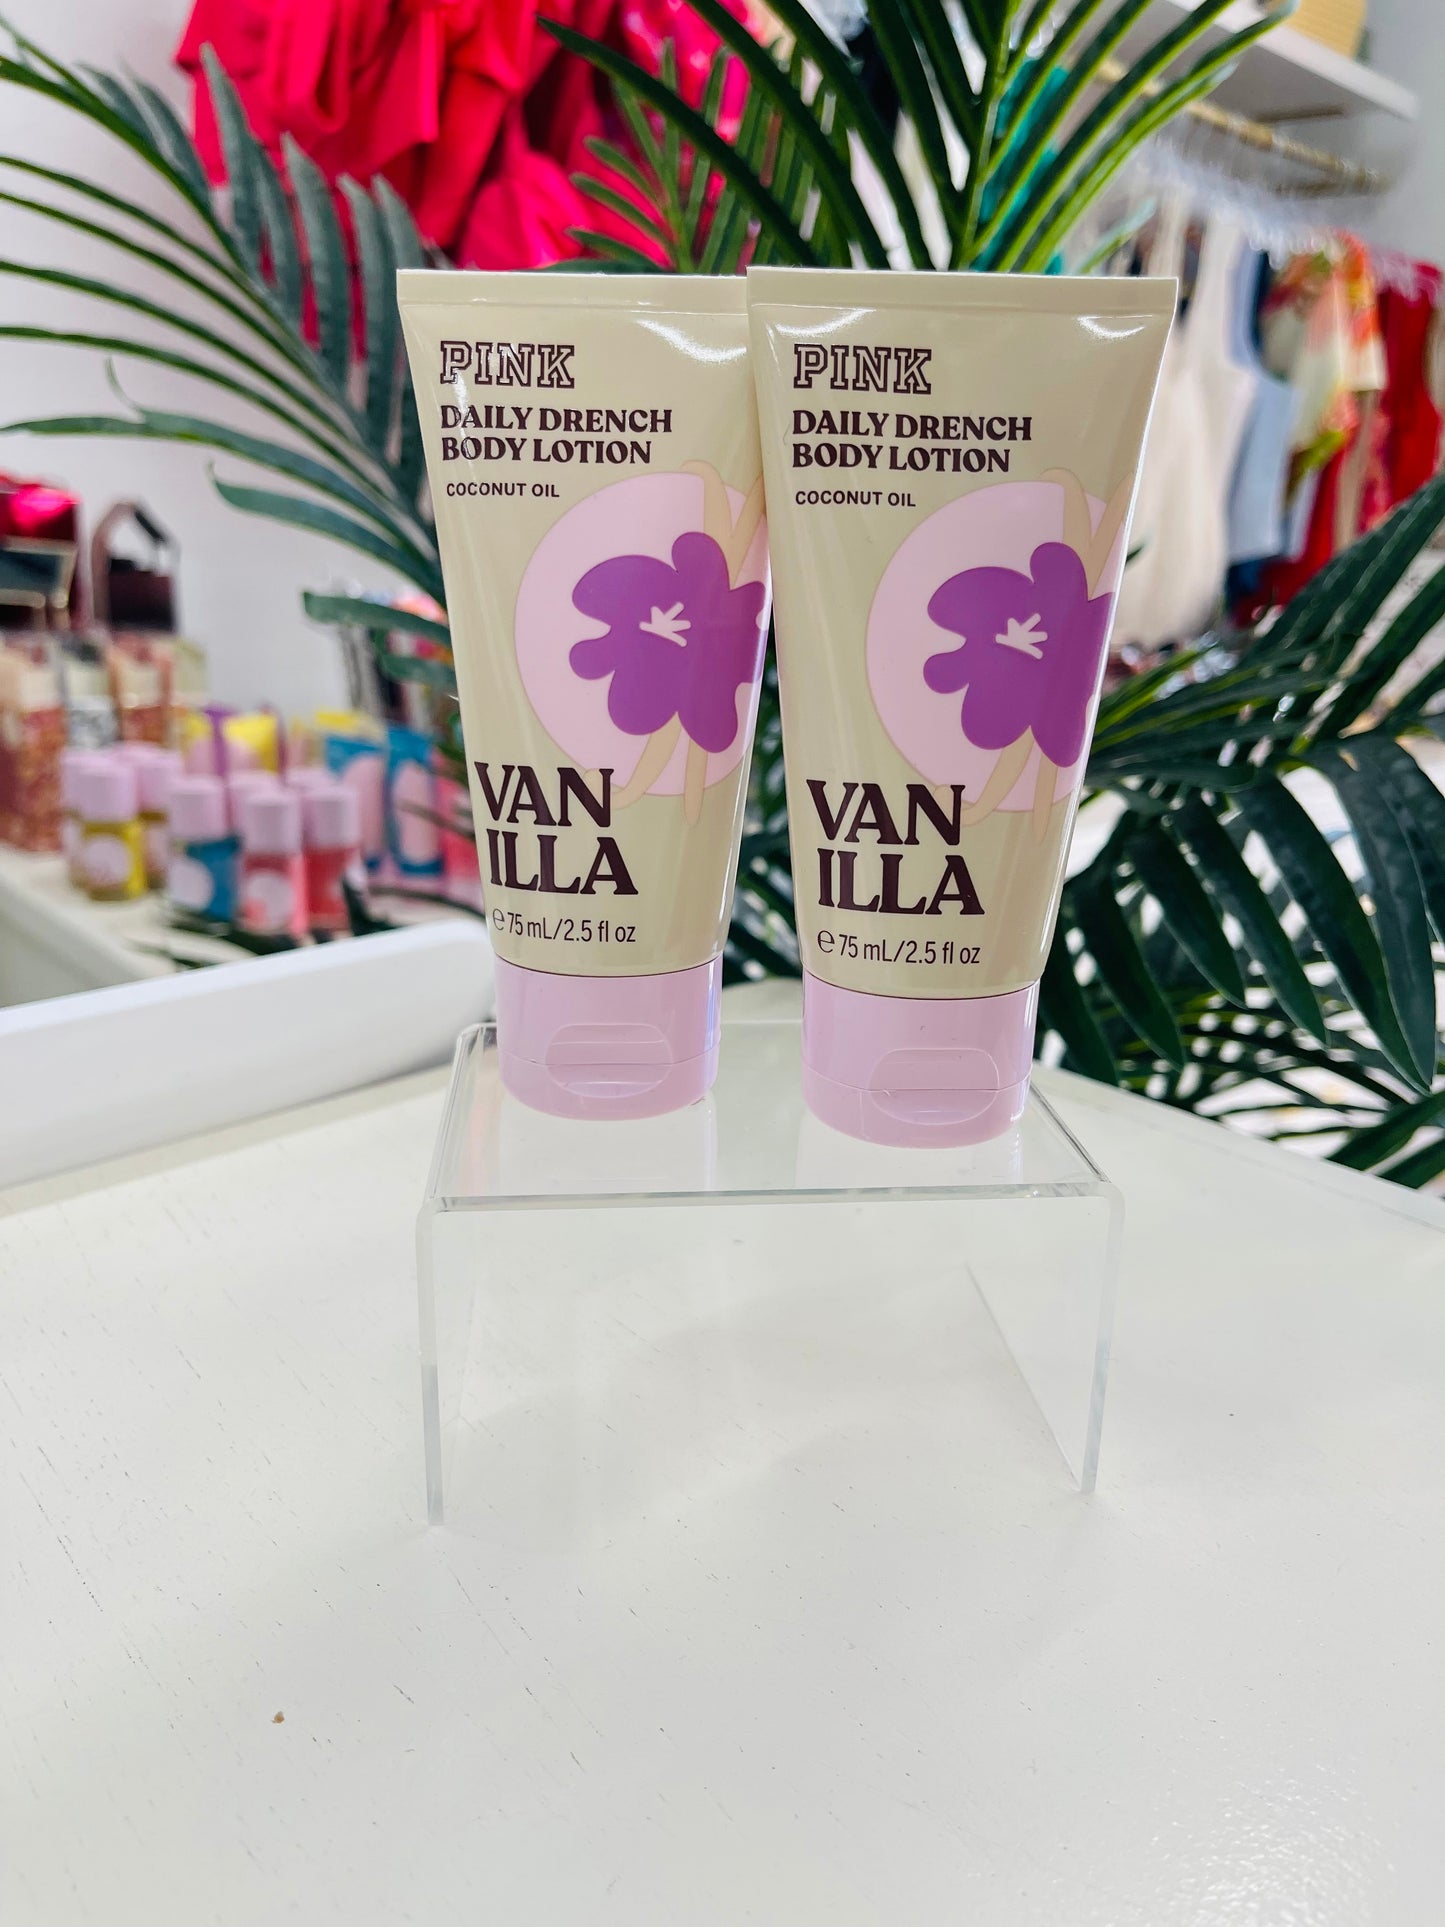 PINK
DAILY DRENCH
BODY LOTION
COCONUT OIL
VAN
ILLA
℮ 75 mL/2.5 fl oz
PINK
DAILY DRENCH
BODY LOTION
COCONUT OIL
VAN
ILLA
℮ 75 mL/2.5 fl oz